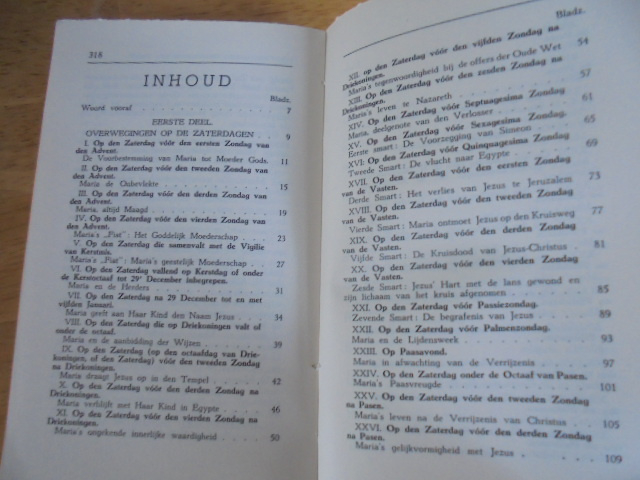 318
INHOUD
Bladz.
Woord vooraf . . . 7
EERSTE DEEL.
OVERWEGINGEN OP DE ZATERDAGEN . . 9
I. Op den Zaterdag vóór den eersten Zondag van
den Advent.
De Voorbestemming van Maria tot Moeder Gods. 11
II. Op den Zaterdag vóór den tweeden Zondag
van den Advent.
Maria de Onbevlekte . . . 15
III. Op den Zaterdag vóór den derden Zondag
van den Advent.
Maria, altijd Maagd . . . 19
IV. Op den Zaterdag vóór den vierden Zondag
van den Advent.
Maria's „Fiat": Het Goddelijk Moederschap . . 23
V. Op den Zaterdag die samenvalt met de Vigilie
van Kerstmis.
Maria's „Fiat": Maria's geestelijk Moederschap . 27
VI. Op den Zaterdag vallend op Kerstdag of onder
de Kerstoctaaf tot 29e December inbegrepen.
Maria en de Herders . . . 31
VII. Op den Zaterdag na 29 December tot en met
vijfden Januari.
Maria geeft aan Haar Kind den Naam Jezus . . 34
VIII. Op den Zaterdag die op Driekoningen valt of
onder de octaaf.
Maria en de aanbidding der Wijzen . . . 39
IX. Op den Zaterdag (op den octaafdag van Drie-
koningen, of den Zaterdag) vóór den tweeden Zondag
na Driekoningen.
Maria draagt Jezus op in den Tempel . . . 42
X. Op den Zaterdag vóór den derden Zondag na
Driekoningen.
Maria verblijft met Haar Kind in Egypte . . . 46
XI. Op den Zaterdag vóór den vierden Zondag na
Driekoningen.
Maria's ongekende innerlijke waardigheid . . . 50
Bladz.
XII. op den Zaterdag vóór den vijfden Zondag na
Driekoningen.
Maria's tegenwoordigheid bij de offers der Oude Wet 54
XIII. Op den Zaterdag vóór den zesden Zondag na
Driekoningen.
Maria's leven te Nazareth . . . 57
XIV. Op den Zaterdag vóór Septuagesima Zondag
Maria, deelgenote van den Verlosser . . . 61
XV. Op den Zaterdag vóór Sexagesima. Zondag.
Eerste smart: De Voorzegging van Simeon . . 65
XVI. Op den Zaterdag vóór Quinquagesima Zondag
Tweede Smart: De vlucht naar Egypte . . . 69
XVII. Op den Zaterdag vóór den eersten Zondag
van de Vasten.
Derde Smart: Het verlies van Jezus te Jeruzalem 73
XVIII. Op den Zaterdag vóór den tweeden Zondag
van de Vasten.
Vierde Smart: Maria ontmoet Jezus op den Kruisweg 77
XIX. Op den Zaterdag vóór den derden Zondag
van de Vasten.
Vijfde Smart: De Kruisdood van Jezus-Christus . 81
XX. Op den Zaterdag vóór den vierden Zondag
van de Vasten.
Zesde Smart: Jezus' Hart met de lans gewond en
zijn lichaam van het kruis afgenomen . . . 85
XXI. Op den Zaterdag vóór Passiezondag.
Zevende Smart: De begrafenis van Jezus . . . 89
XXII. Op den Zaterdag vóór Palmenzondag.
Maria en de Lijdensweek . . . 93
XXIII. Op Paasavond.
Maria in afwachting van de Verrijzenis . . . 97
XXIV. Op den Zaterdag onder de Octaaf van Pasen.
Maria's Paasvreugde . . . 101
XXV. Op den Zaterdag vóór den tweeden Zondag
na Pasen.
Maria's leven na de Verrijzenis van Christus . . 105
XXVI. Op den Zaterdag vóór den derden Zondag
na Pasen.
Maria's gelijkvormigheid met Jezus . . . 109